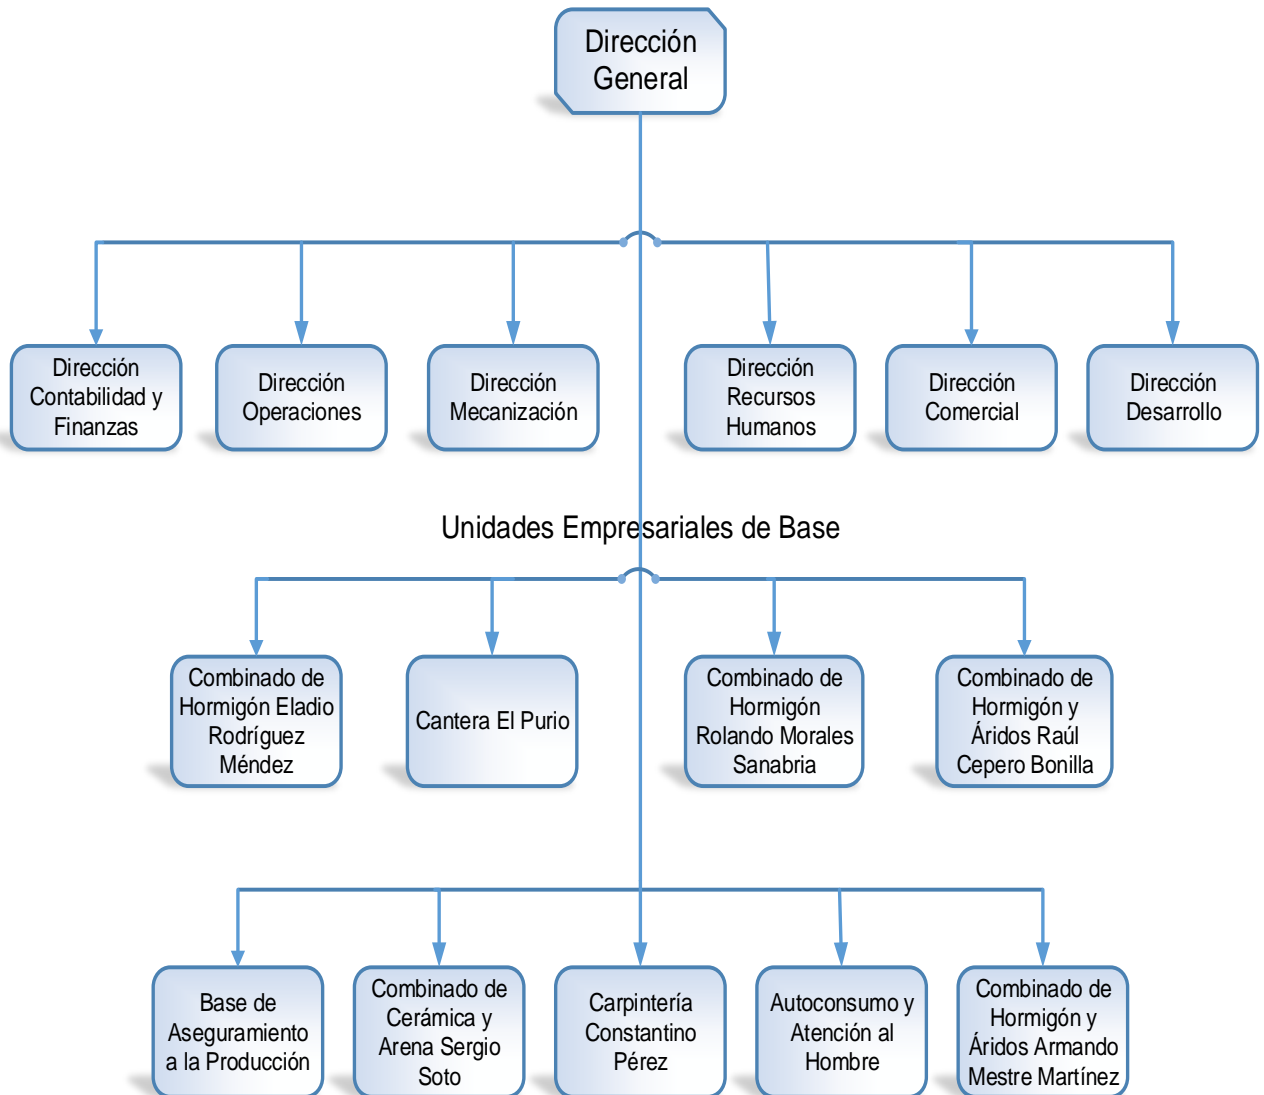 Dirección
General
Dirección
Contabilidad y
Finanzas
Dirección
Operaciones
Dirección
Mecanización
Dirección
Recursos
Humanos
Dirección
Comercial
Dirección
Desarrollo
Unidades Empresariales de Base
Combinado de
Hormigón Eladio
Rodríguez
Méndez
Cantera El Purio
Combinado de
Hormigón
Rolando Morales
Sanabria
Combinado de
Hormigón y
Áridos Raúl
Cepero Bonilla
Base de
Aseguramiento
a la Producción
Combinado de
Cerámica y
Arena Sergio
Soto
Carpintería
Constantino
Pérez
Autoconsumo y
Atención al
Hombre
Combinado de
Hormigón y
Áridos Armando
Mestre Martínez